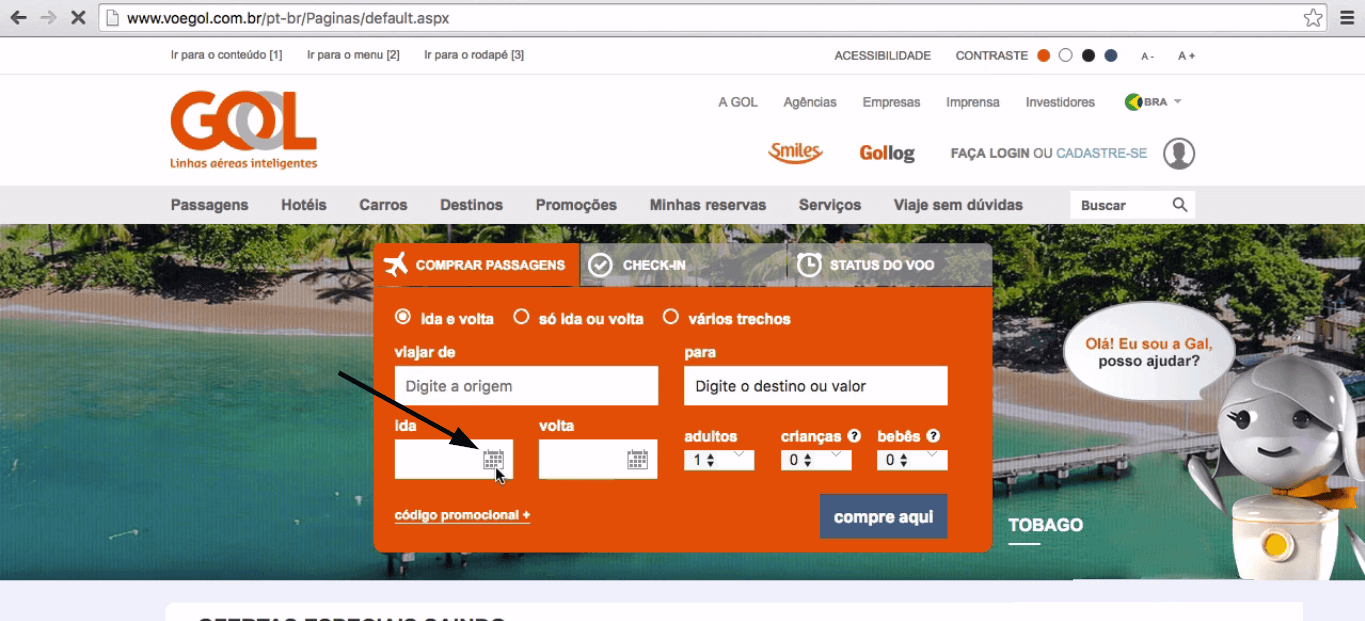 www.voegol.com.br/pt-br/Paginas/default.aspx
Ir para o conteúdo [1] Ir para o menu [2] Ir para o rodapé [3] ACESSIBILIDADE CONTRASTE A- A+
A GOL Agências Empresas Imprensa Investidores BRA
GOL
Linhas aéreas inteligentes
Smiles Gollog FAÇA LOGIN OU CADASTRE-SE
Passagens Hotéis Carros Destinos Promoções Minhas reservas Serviços Viaje sem dúvidas Buscar
COMPRAR PASSAGENS CHECK-IN STATUS DO VOO
Ida e volta só ida ou volta vários trechos
viajar de para
Digite a origem Digite o destino ou valor
Ida volta adultos crianças ? bebês ?
1 0 0
código promocional + compre aqui
Olá! Eu sou a Gal,
posso ajudar?
TOBAGO
OFERTAS ESPECIAIS SAINDO